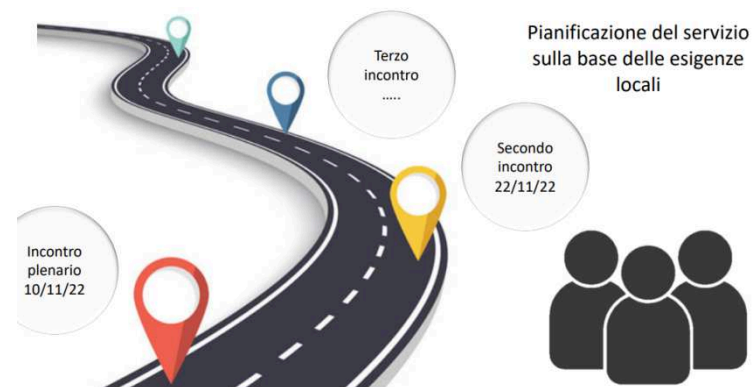 Pianificazione del servizio
sulla base delle esigenze
locali
Terzo
incontro
.....
Secondo
incontro
22/11/22
Incontro
plenario
10/11/22